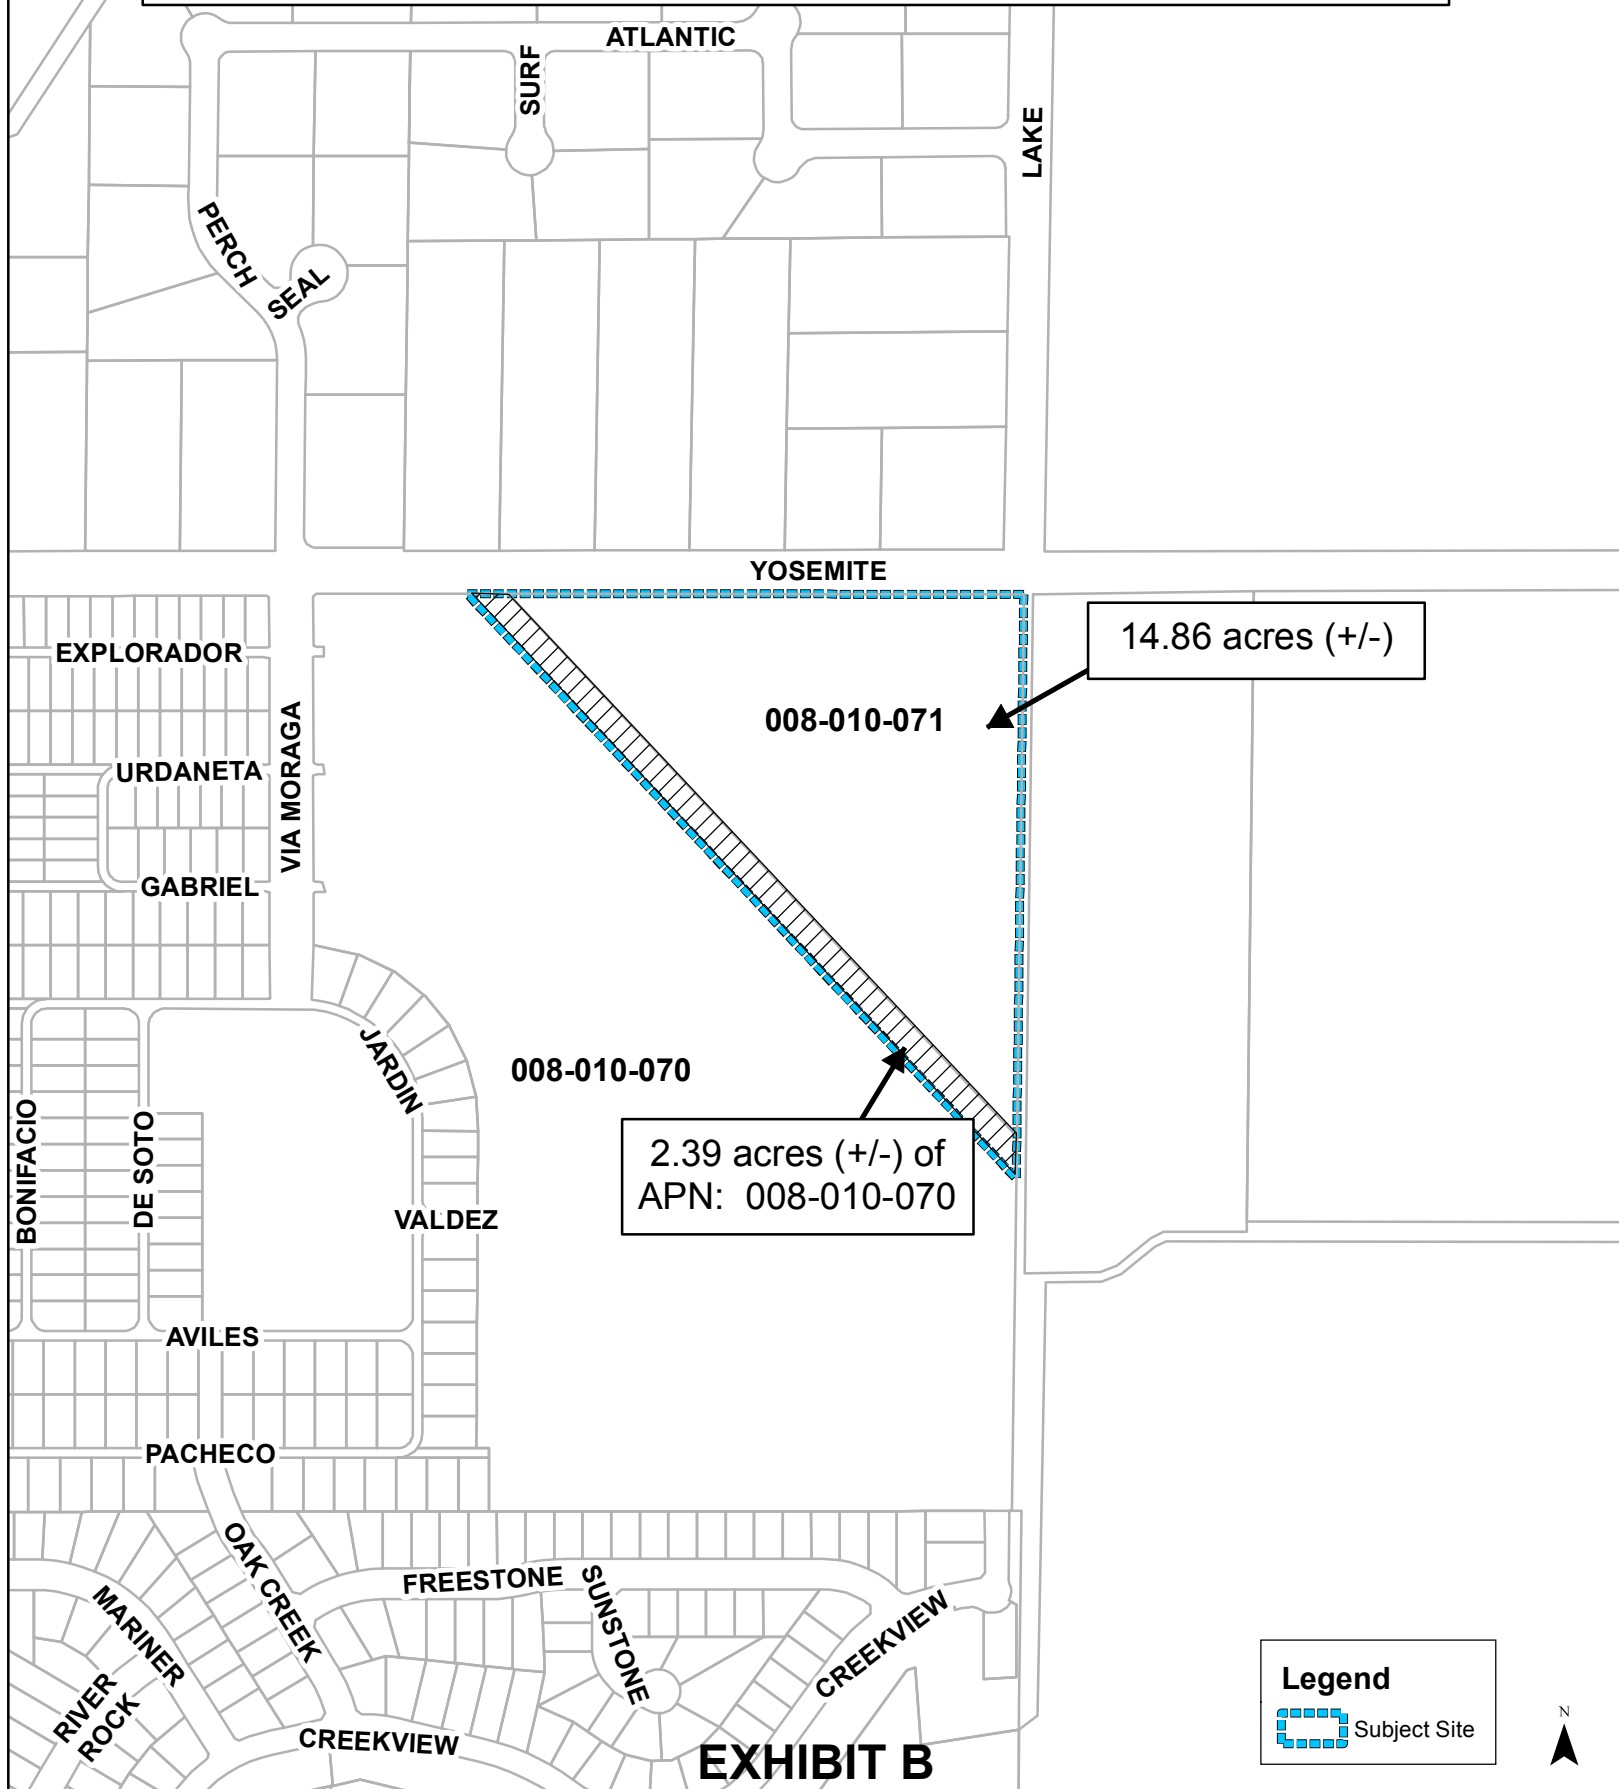 ATLANTIC
SURF
LAKE
PERCH
SEAL
YOSEMITE
14.86 acres (+/-)
EXPLORADOR
008-010-071
VIA MORAGA
URDANETA
GABRIEL
JARDIN
008-010-070
BONIFACIO
DE SOTO
2.39 acres (+/-) of
APN: 008-010-070
VALDEZ
AVILES
PACHECO
OAK CREEK
FREESTONE
SUNSTONE
MARINER
CREEKVIEW
RIVER
ROCK
CREEKVIEW
Legend
Subject Site
N
EXHIBIT B